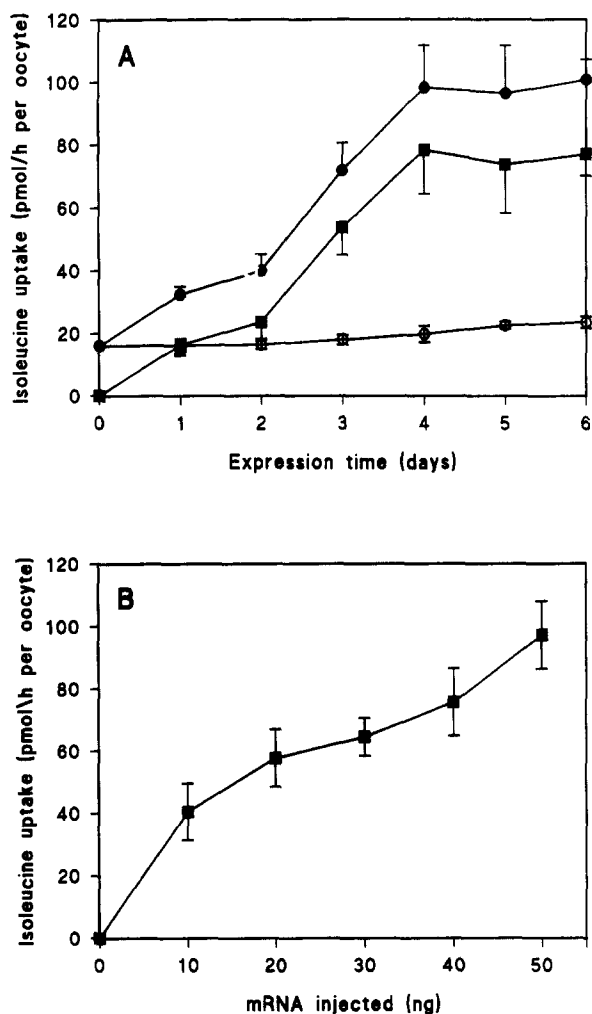 A
Isoleucine uptake (pmol/h per oocyte)
120
100
80
60
40
20
0
0 1 2 3 4 5 6
Expression time (days)
B
Isoleucine uptake (pmol\h per oocyte)
120
100
80
60
40
20
0
0 10 20 30 40 50
mRNA injected (ng)